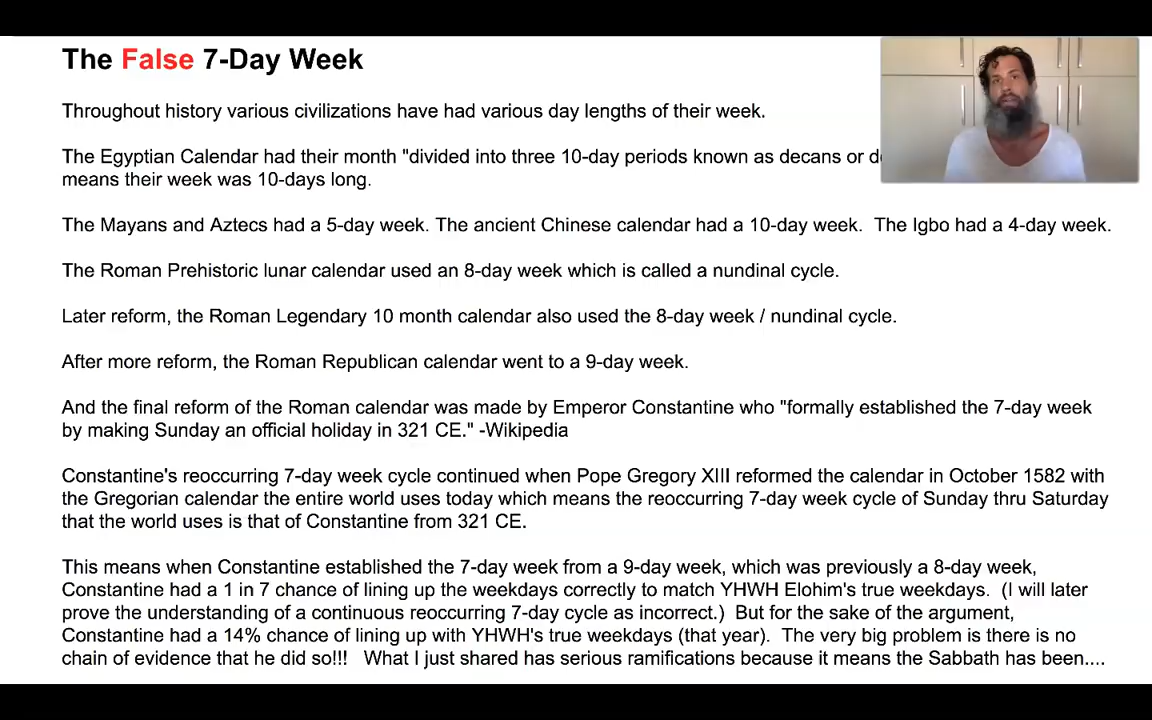 The False 7-Day Week
Throughout history various civilizations have had various day lengths of their week.
The Egyptian Calendar had their month "divided into three 10-day periods known as decans or
means their week was 10-days long.
The Mayans and Aztecs had a 5-day week. The ancient Chinese calendar had a 10-day week. The Igbo had a 4-day week.
The Roman Prehistoric lunar calendar used an 8-day week which is called a nundinal cycle.
Later reform, the Roman Legendary 10 month calendar also used the 8-day week / nundinal cycle.
After more reform, the Roman Republican calendar went to a 9-day week.
And the final reform of the Roman calendar was made by Emperor Constantine who "formally established the 7-day week
by making Sunday an official holiday in 321 CE." -Wikipedia
Constantine's reoccurring 7-day week cycle continued when Pope Gregory XIII reformed the calendar in October 1582 with
the Gregorian calendar the entire world uses today which means the reoccurring 7-day week cycle of Sunday thru Saturday
that the world uses is that of Constantine from 321 CE.
This means when Constantine established the 7-day week from a 9-day week, which was previously a 8-day week,
Constantine had a 1 in 7 chance of lining up the weekdays correctly to match YHWH Elohim's true weekdays. (I will later
prove the understanding of a continuous reoccurring 7-day cycle as incorrect.) But for the sake of the argument,
Constantine had a 14% chance of lining up with YHWH's true weekdays (that year). The very big problem is there is no
chain of evidence that he did so!!! What I just shared has serious ramifications because it means the Sabbath has been....